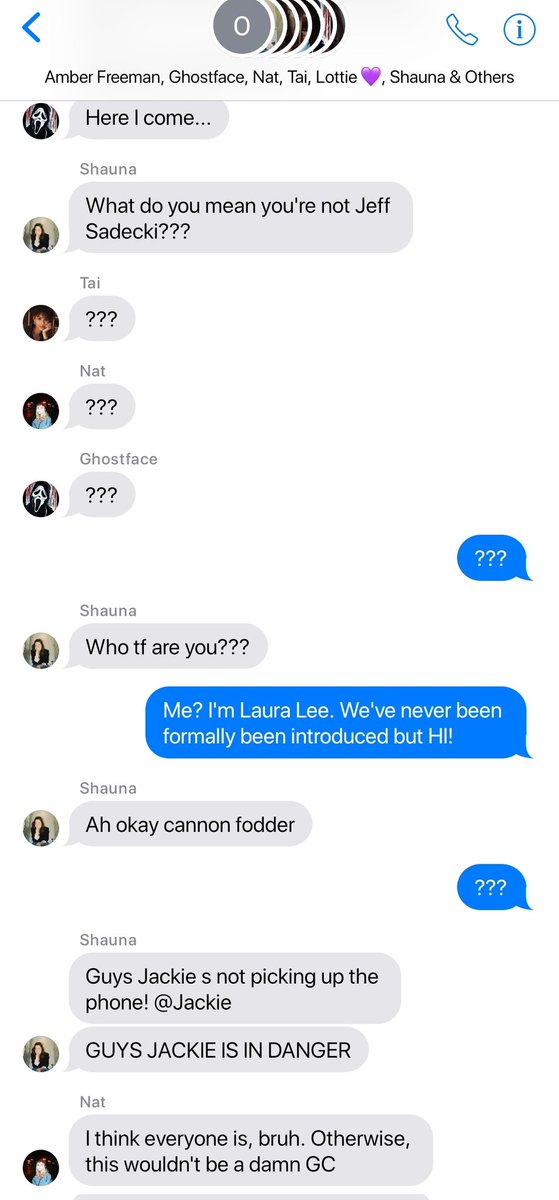 O
Amber Freeman, Ghostface, Nat, Tai, Lottie 💜, Shauna & Others
Here I come...
Shauna
What do you mean you're not Jeff
Sadecki???
Tai
???
Nat
???
Ghostface
???
???
Shauna
Who tf are you???
Me? I'm Laura Lee. We've never been
formally been introduced but HI!
Shauna
Ah okay cannon fodder
???
Shauna
Guys Jackie s not picking up the
phone! @Jackie
GUYS JACKIE IS IN DANGER
Nat
I think everyone is, bruh. Otherwise,
this wouldn't be a damn GC